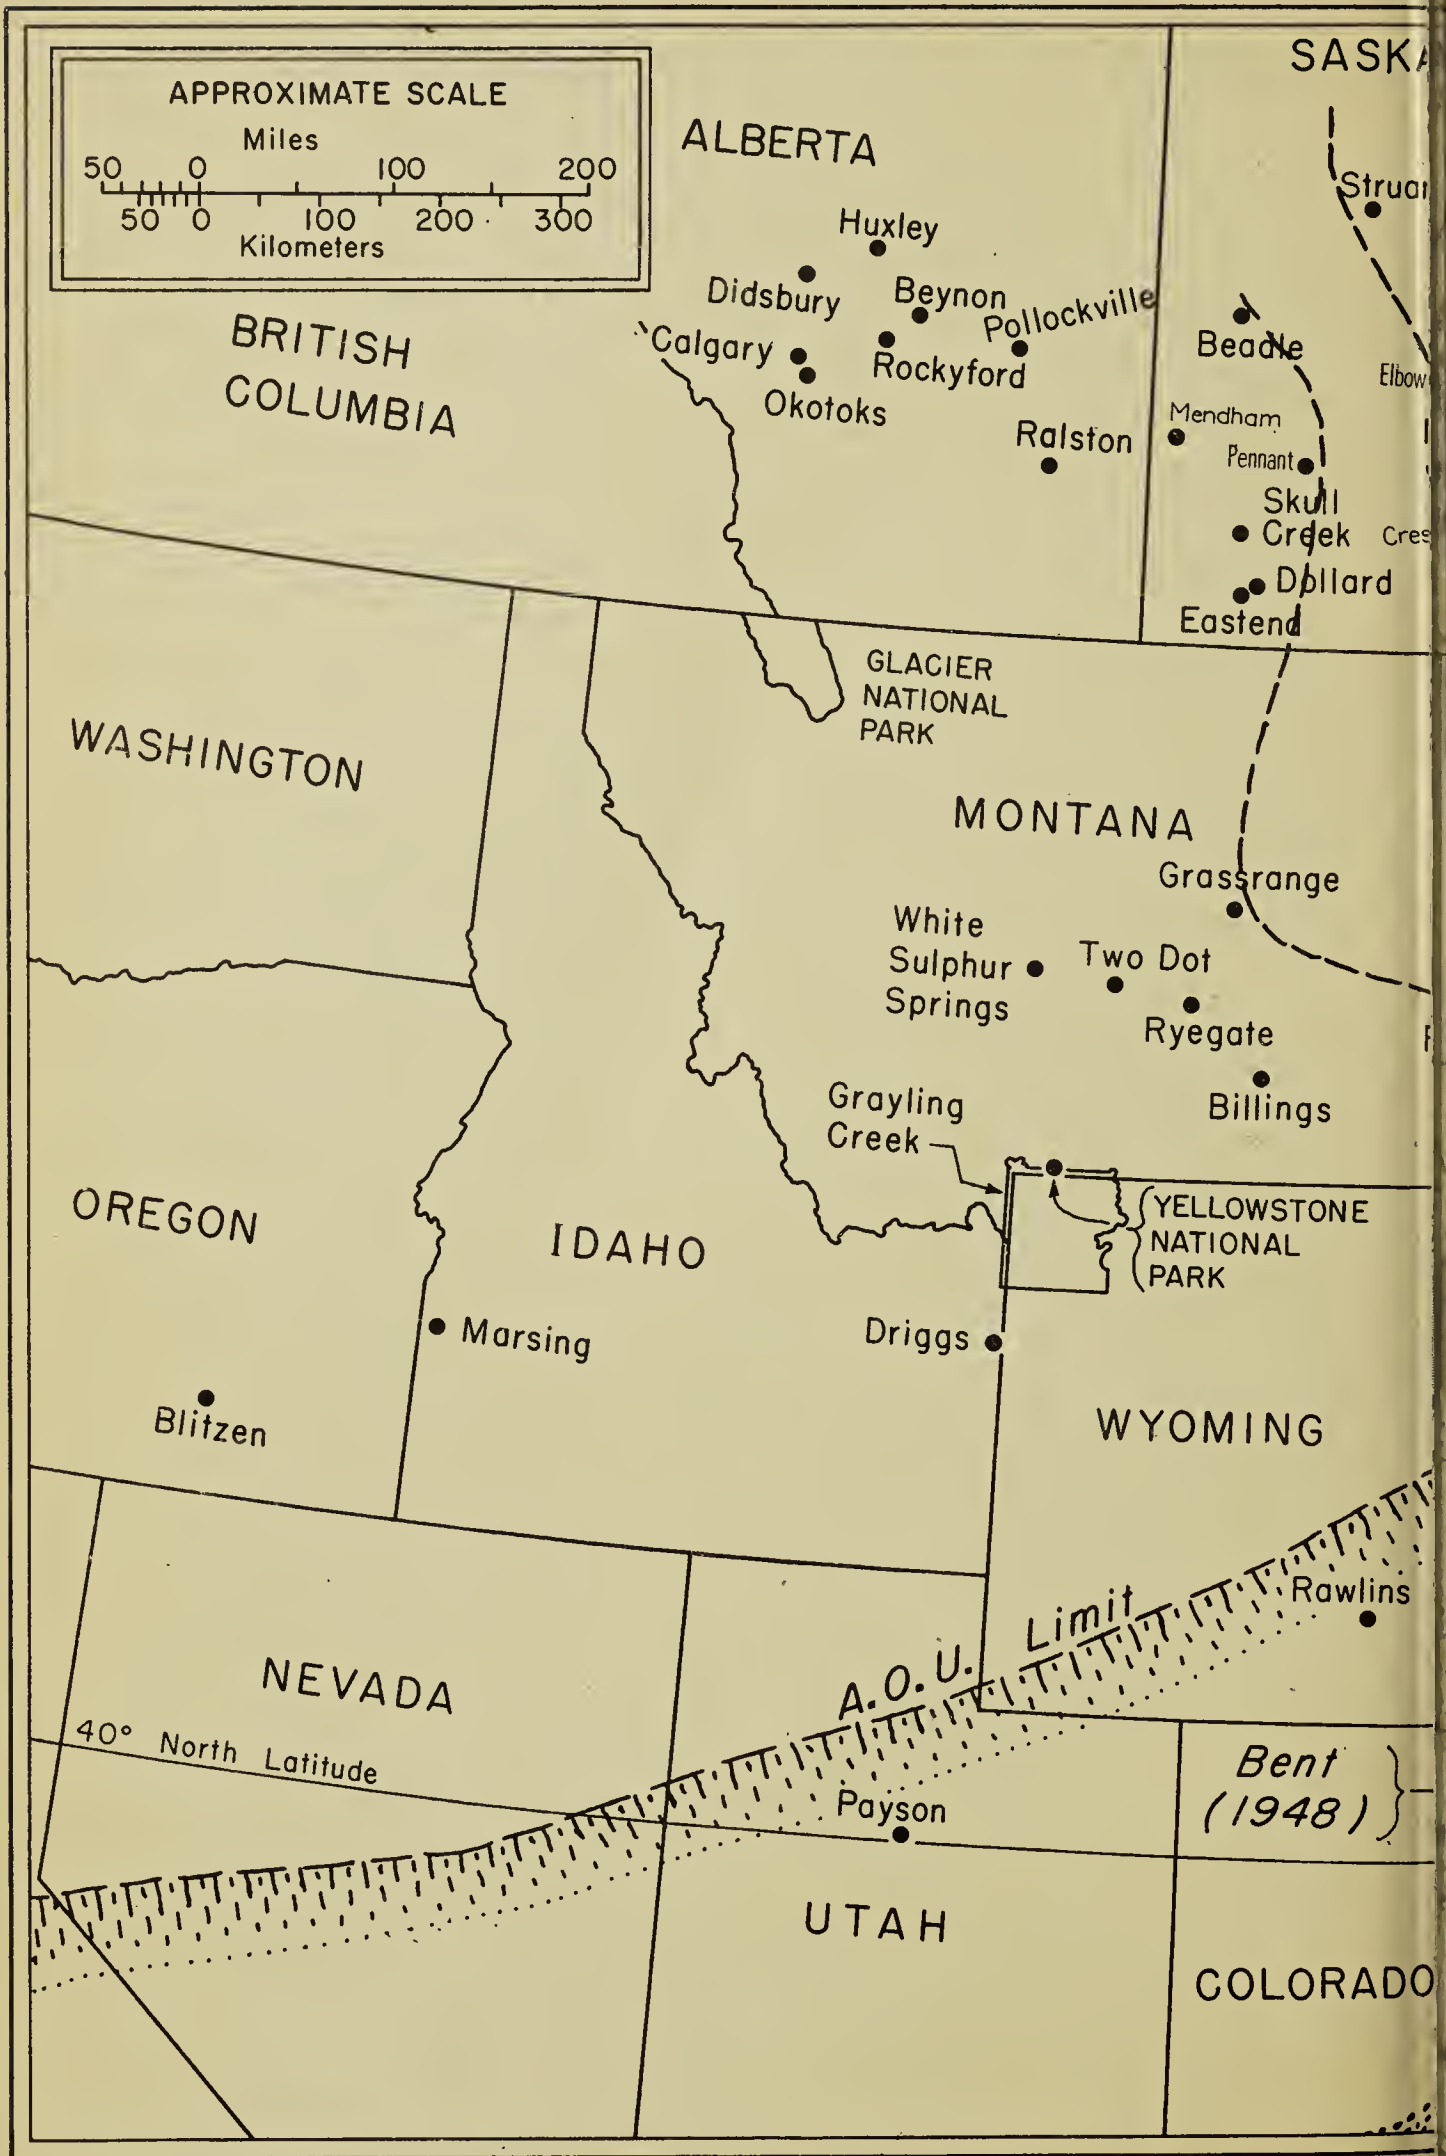 APPROXIMATE SCALE
Miles
50 0 100 200
50 0 100 200 300
Kilometers
ALBERTA
Huxley
Didsbury
Beynon
Pollockville
Calgary
Rockyford
Okotoks
Ralston
BRITISH
COLUMBIA
SASKA
Struar
Beadle
Elbow
Mendham
Pennant
Skull
Creek
Cres
Dollard
Eastend
GLACIER
NATIONAL
PARK
WASHINGTON
MONTANA
Grassrange
White
Sulphur
Springs
Two Dot
Ryegate
Billings
Grayling
Creek
YELLOWSTONE
NATIONAL
PARK
OREGON
IDAHO
Marsing
Driggs
Blitzen
WYOMING
Rawlins
A.O.U. Limit
NEVADA
40° North Latitude
Payson
Bent
(1948)
UTAH
COLORADO